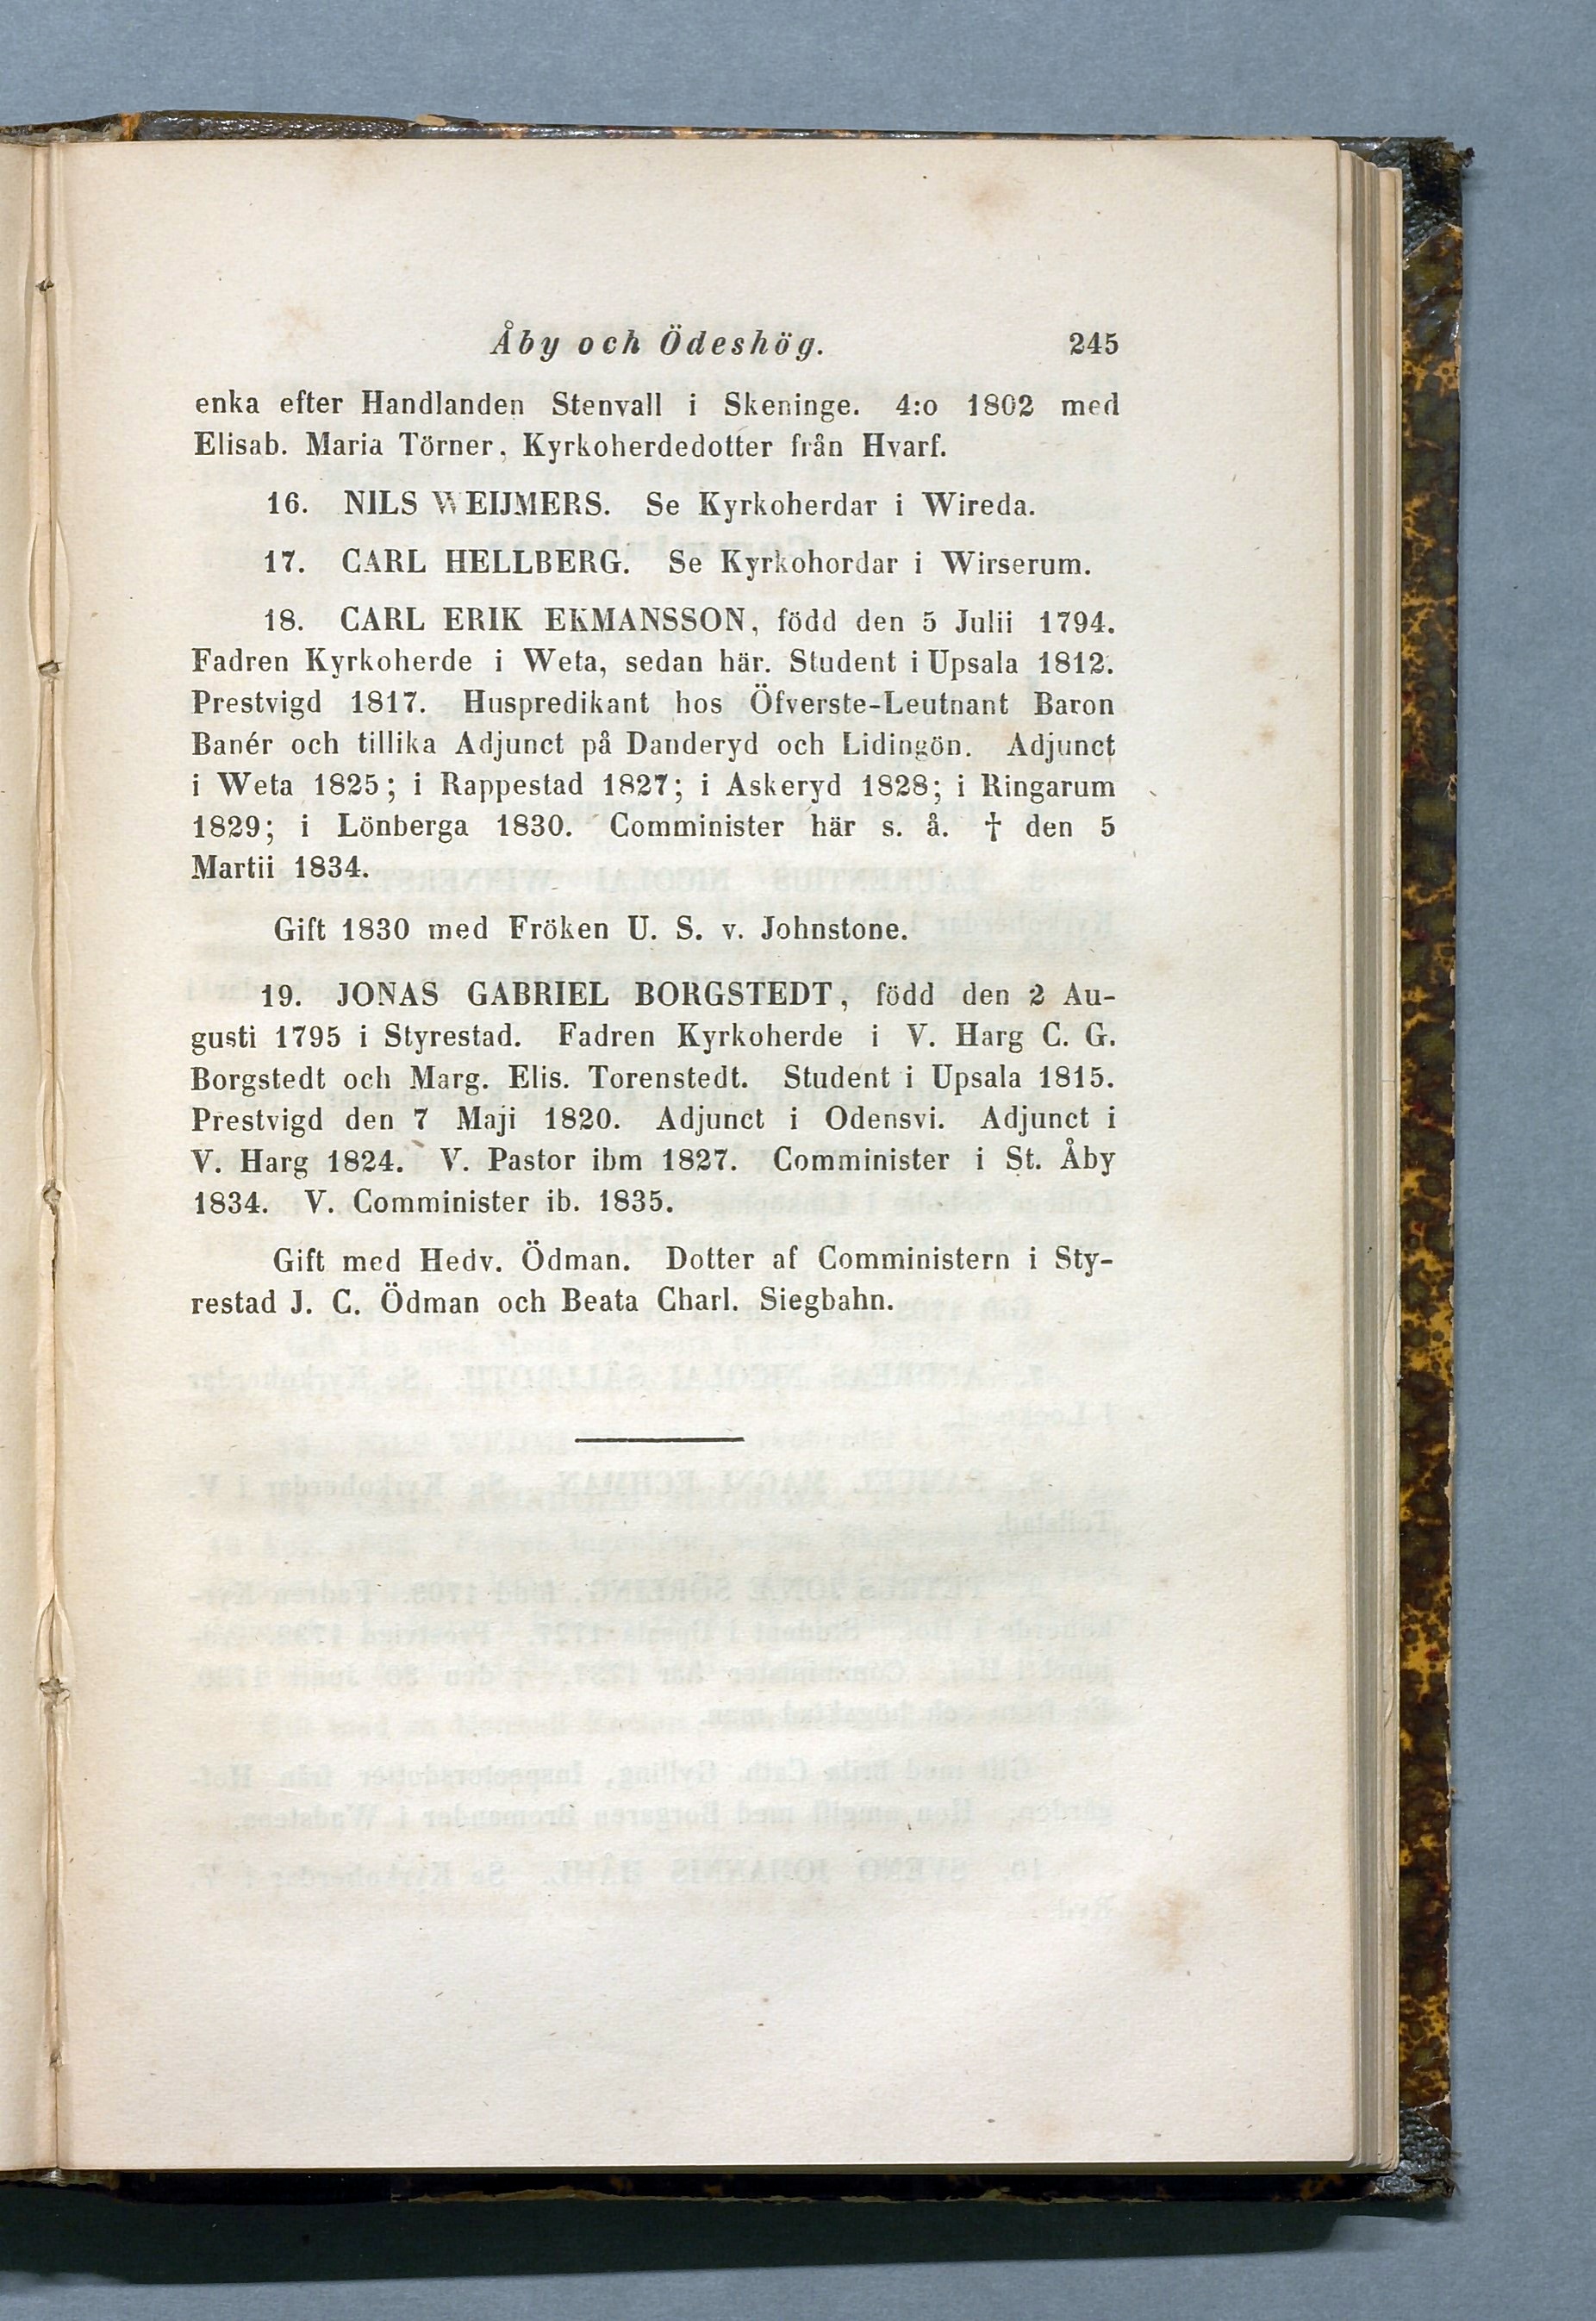 Åby och Ödeshög. 245
enka efter Handlanden Stenvall i Skeninge. 4:o 1802 med
Elisab. Maria Törner, Kyrkoherdedotter från Hvarf.
16. NILS WEIJMERS. Se Kyrkoherdar i Wireda.
17. CARL HELLBERG. Se Kyrkohordar i Wirserum.
18. CARL ERIK EKMANSSON, född den 5 Julii 1794.
Fadren Kyrkoherde i Weta, sedan här. Student i Upsala 1812.
Prestvigd 1817. Huspredikant hos Öfverste-Leutnant Baron
Banér och tillika Adjunct på Danderyd och Lidingön. Adjunct
i Weta 1825; i Rappestad 1827; i Askeryd 1828; i Ringarum
1829; i Lönberga 1830. Comminister här s. å. † den 5
Martii 1834.
Gift 1830 med Fröken U. S. v. Johnstone.
19. JONAS GABRIEL BORGSTEDT, född den 2 Au-
gusti 1795 i Styrestad. Fadren Kyrkoherde i V. Harg C. G.
Borgstedt och Marg. Elis. Torenstedt. Student i Upsala 1815.
Prestvigd den 7 Maji 1820. Adjunct i Odensvi. Adjunct i
V. Harg 1824. V. Pastor ibm 1827. Comminister i St. Åby
1834. V. Comminister ib. 1835.
Gift med Hedv. Ödman. Dotter af Comministern i Sty-
restad J. C. Ödman och Beata Charl. Siegbahn.